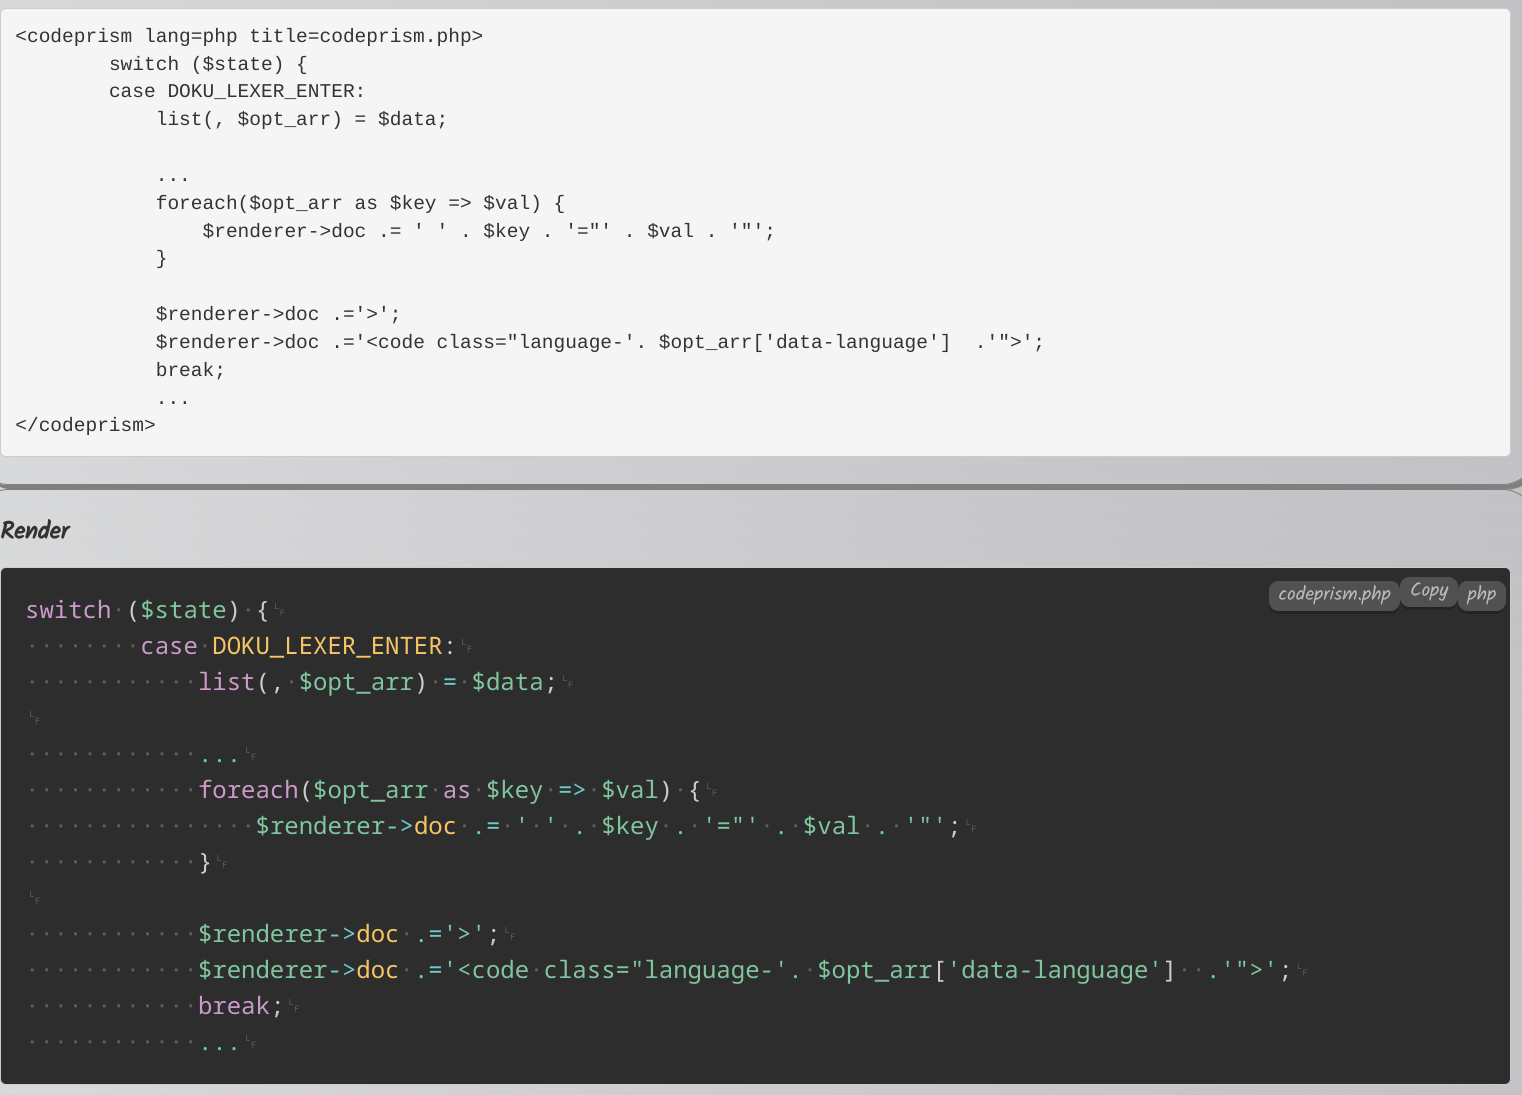 <codeprism lang=php title=codeprism.php>
        switch ($state) {
        case DOKU_LEXER_ENTER:
            list(, $opt_arr) = $data;

            ...
            foreach($opt_arr as $key => $val) {
                $renderer->doc .= ' ' . $key . '="' . $val . '"';
            }

            $renderer->doc .='>';
            $renderer->doc .='<code class="language-'. $opt_arr['data-language']  .'">';
            break;
            ...
</codeprism>
Render
codeprism.php Copy php
switch ($state) {
        case DOKU_LEXER_ENTER:
            list(, $opt_arr) = $data;

            ...
            foreach($opt_arr as $key => $val) {
                $renderer->doc .= ' ' . $key . '="' . $val . '"';
            }

            $renderer->doc .='>';
            $renderer->doc .='<code class="language-'. $opt_arr['data-language']  .'">';
            break;
            ...